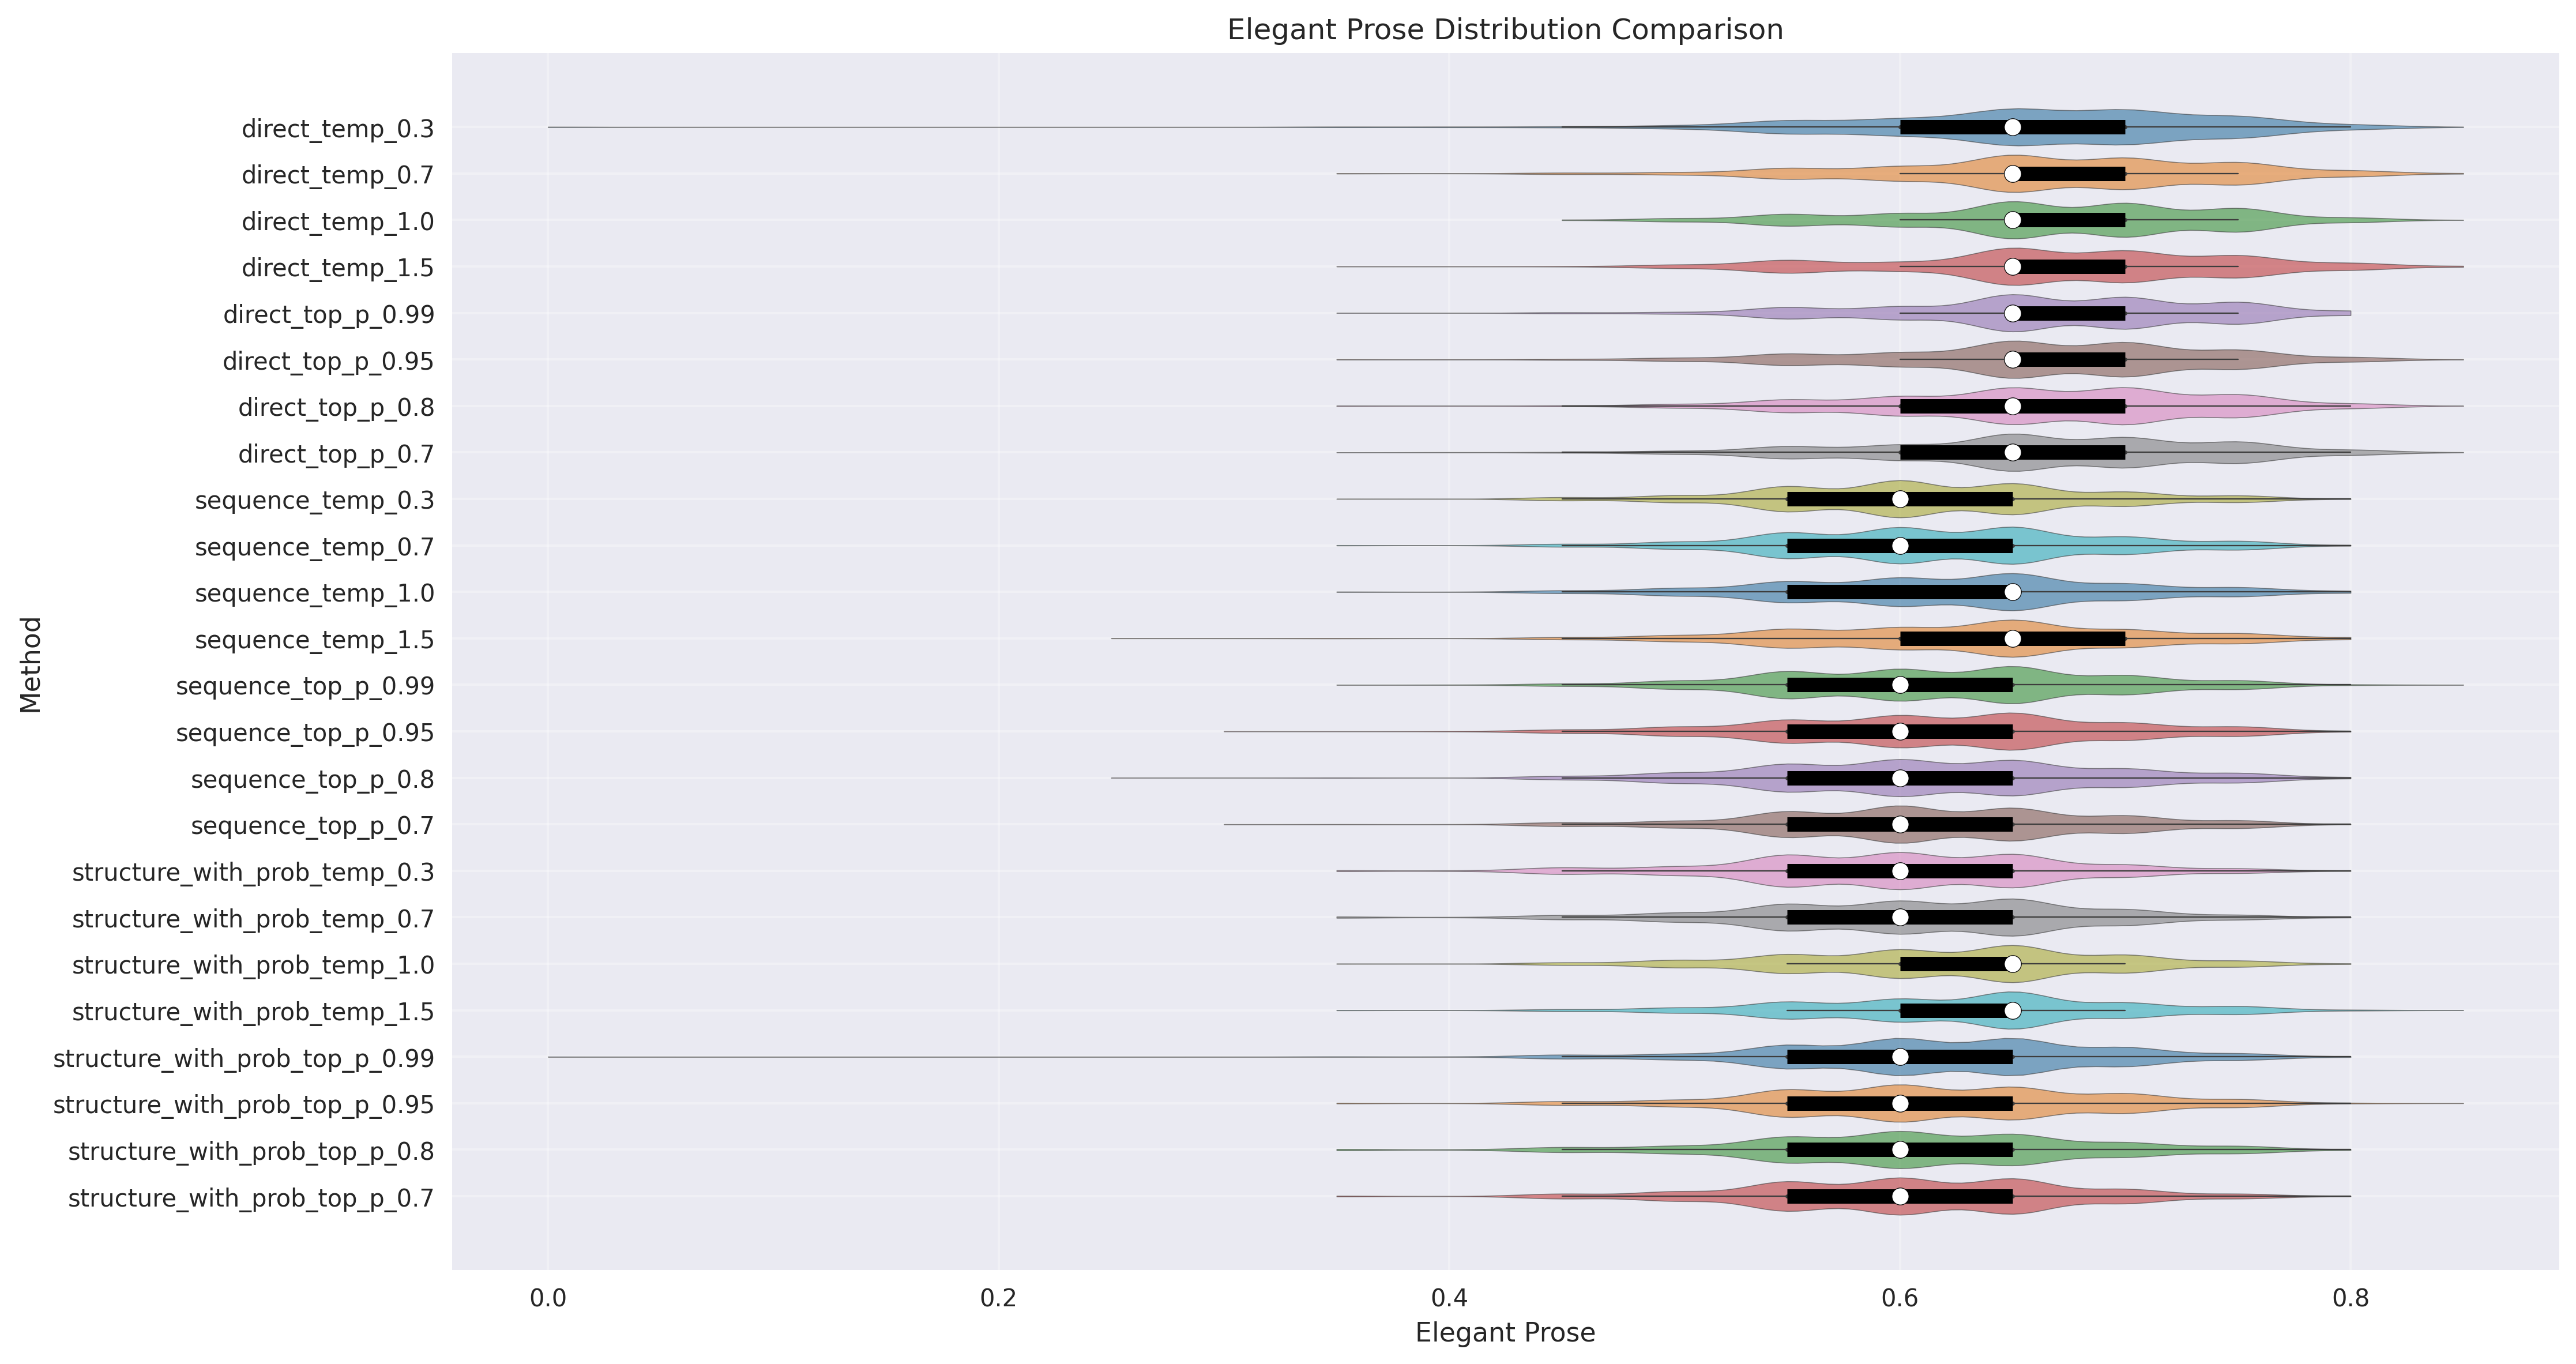 Elegant Prose Distribution Comparison
direct_temp_0.3
direct_temp_0.7
direct_temp_1.0
direct_temp_1.5
direct_top_p_0.99
direct_top_p_0.95
direct_top_p_0.8
direct_top_p_0.7
sequence_temp_0.3
sequence_temp_0.7
sequence_temp_1.0
sequence_temp_1.5
sequence_top_p_0.99
sequence_top_p_0.95
sequence_top_p_0.8
sequence_top_p_0.7
structure_with_prob_temp_0.3
structure_with_prob_temp_0.7
structure_with_prob_temp_1.0
structure_with_prob_temp_1.5
structure_with_prob_top_p_0.99
structure_with_prob_top_p_0.95
structure_with_prob_top_p_0.8
structure_with_prob_top_p_0.7
Method
0.0 0.2 0.4 0.6 0.8
Elegant Prose